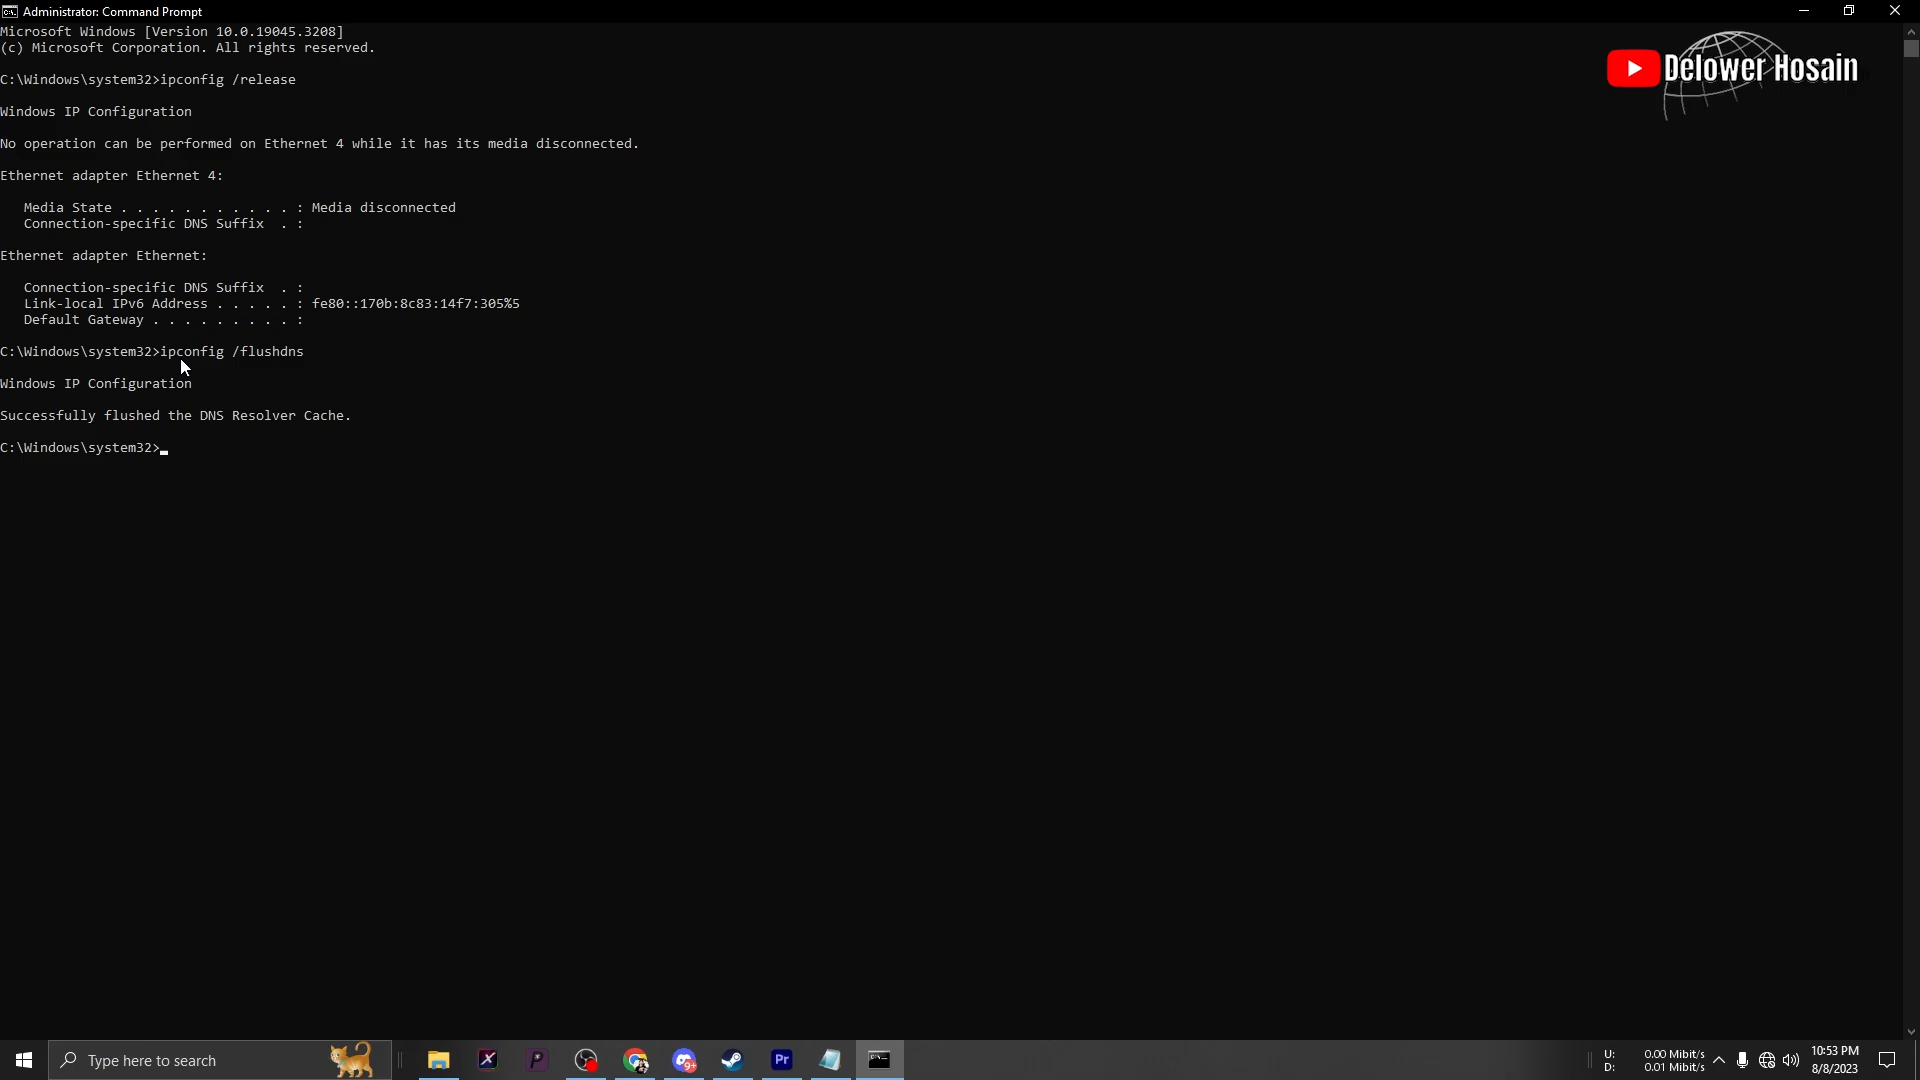 Administrator: Command Prompt
Microsoft Windows [Version 10.0.19045.3208]
(c) Microsoft Corporation. All rights reserved.
Delower Hosain
C:\Windows\system32>ipconfig /release
Windows IP Configuration
No operation can be performed on Ethernet 4 while it has its media disconnected.
Ethernet adapter Ethernet 4:
Media State . . . . . . . . . . . : Media disconnected
Connection-specific DNS Suffix  . :
Ethernet adapter Ethernet:
Connection-specific DNS Suffix  . :
Link-local IPv6 Address . . . . . : fe80::170b:8c83:14f7:305%5
Default Gateway . . . . . . . . . :
C:\Windows\system32>ipconfig /flushdns
Windows IP Configuration
Successfully flushed the DNS Resolver Cache.
C:\Windows\system32>
Type here to search
9+
Pr
U: 0.00 Mibit/s
D: 0.01 Mibit/s
10:53 PM
8/8/2023